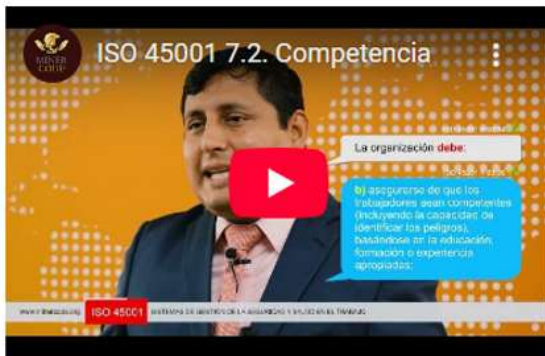 MINER
CODE
ISO 45001 7.2. Competencia
La organización debe:
b) asegurarse de que los
trabajadores sean competentes
(incluyendo la capacidad de
identificar los peligros),
basándose en la educación,
formación o experiencia
apropiadas;
ISO 45001
SISTEMAS DE GESTIÓN DE LA SEGURIDAD Y SALUD EN EL TRABAJO